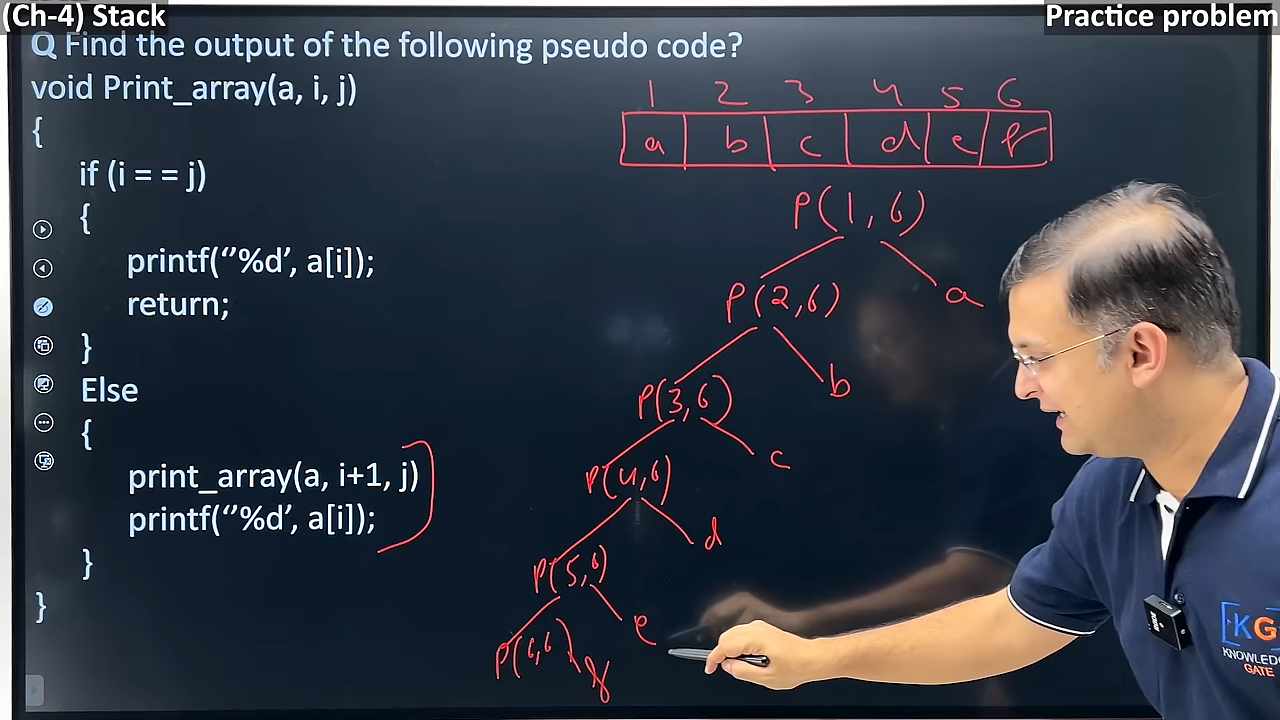 (Ch-4) Stack
Practice problem
Q Find the output of the following pseudo code?
void Print_array(a, i, j)
{
if (i = = j)
{
printf(‘’%d’, a[i]);
return;
}
Else
{
print_array(a, i+1, j)
printf(‘’%d’, a[i]);
}
}
1 2 3 4 5 6
a b c d e f
P(1,6)
P(2,6) a
P(3,6) b
P(4,6) c
P(5,6) d
P(6,6) e
f
KG
KNOWLEDGE
GATE